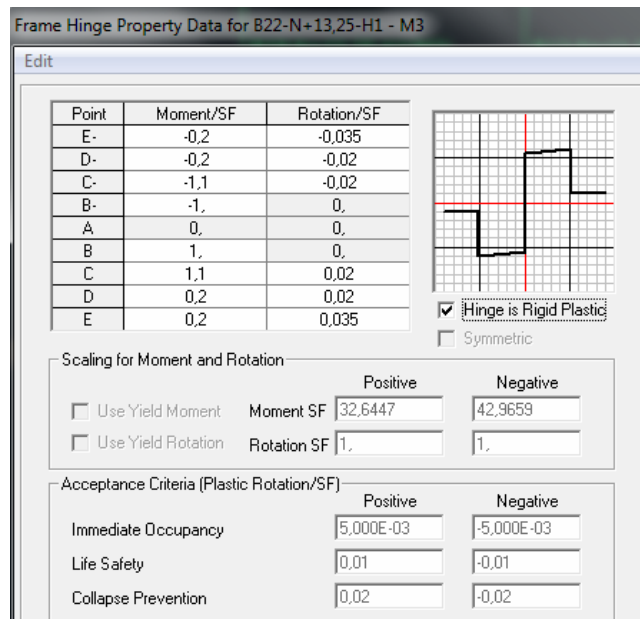 Frame Hinge Property Data for B22-N+13,25-H1 - M3
Edit
Point Moment/SF Rotation/SF
E- -0,2 -0,035
D- -0,2 -0,02
C- -1,1 -0,02
B- -1, 0,
A 0, 0,
B 1, 0,
C 1,1 0,02
D 0,2 0,02
E 0,2 0,035
Hinge is Rigid Plastic
Symmetric
Scaling for Moment and Rotation
Positive Negative
Use Yield Moment Moment SF 32,6447 42,9659
Use Yield Rotation Rotation SF 1, 1,
Acceptance Criteria (Plastic Rotation/SF)
Positive Negative
Immediate Occupancy 5,000E-03 -5,000E-03
Life Safety 0,01 -0,01
Collapse Prevention 0,02 -0,02